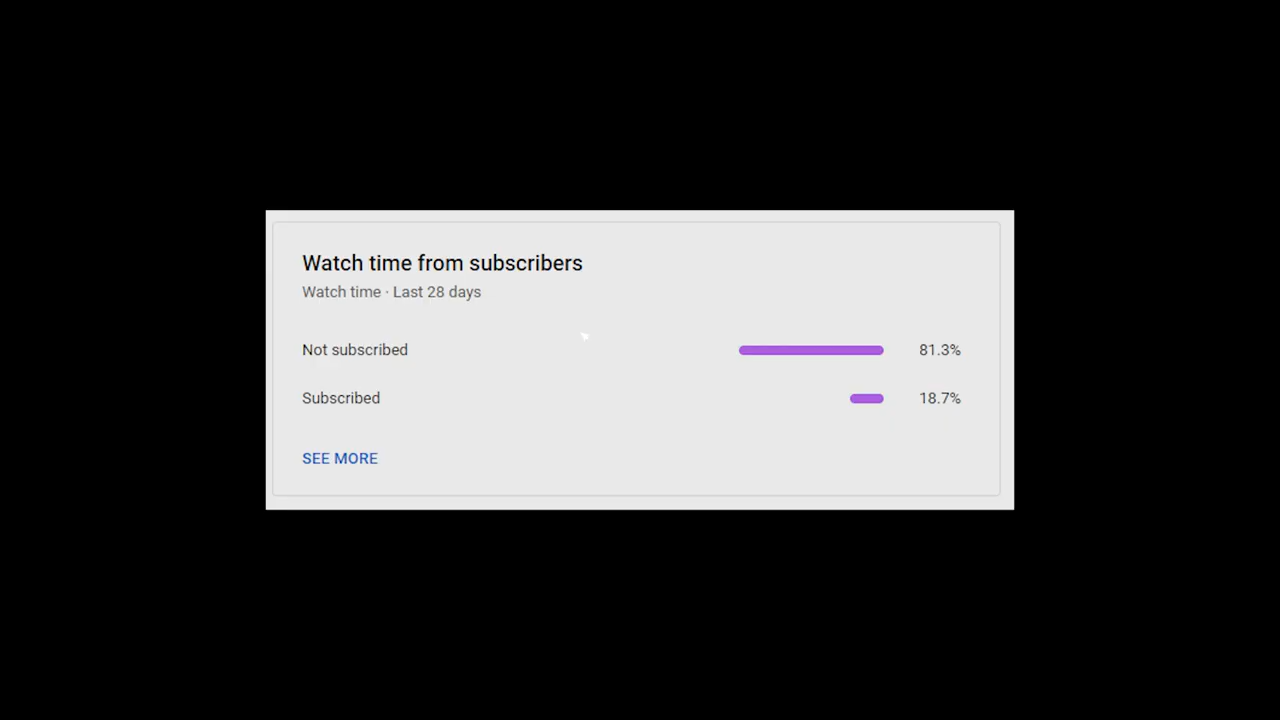 Watch time from subscribers
Watch time · Last 28 days
Not subscribed 81.3%
Subscribed 18.7%
SEE MORE